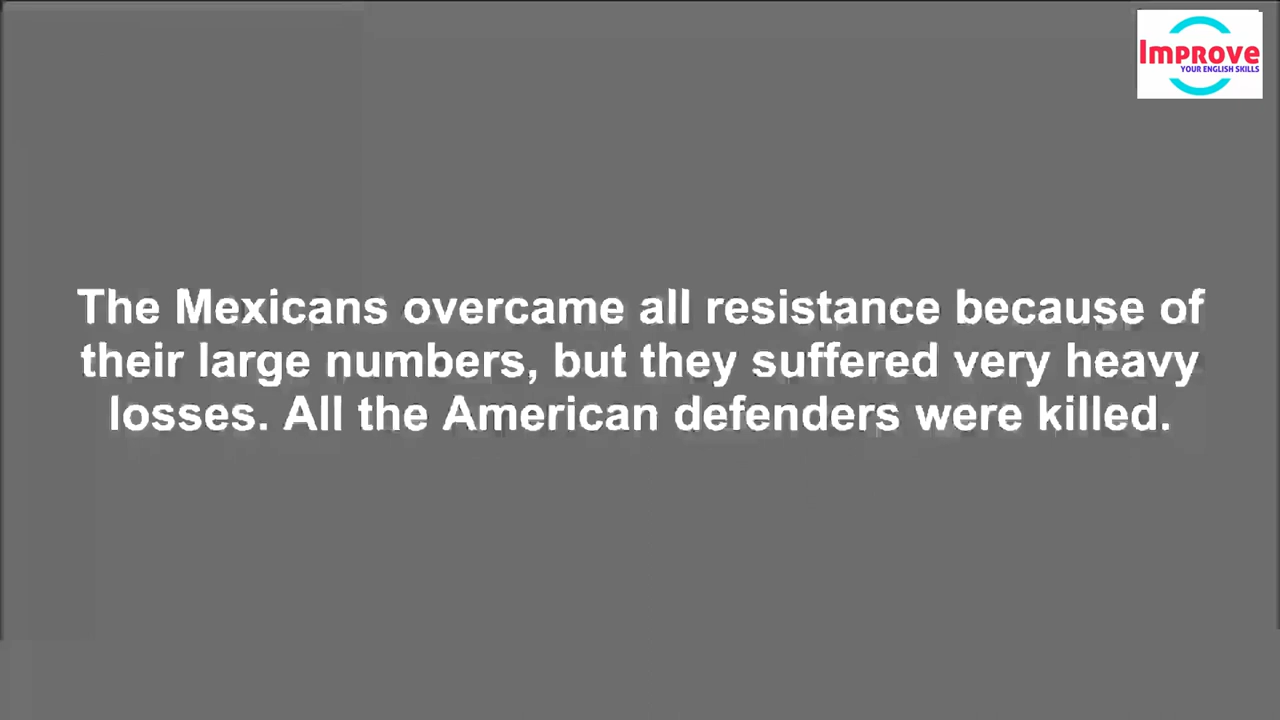 Improve
YOUR ENGLISH SKILLS
The Mexicans overcame all resistance because of
their large numbers, but they suffered very heavy
losses. All the American defenders were killed.